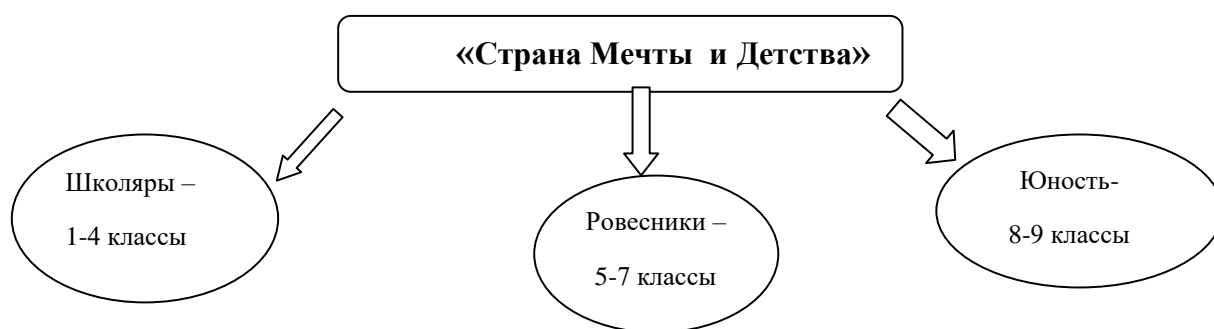 «Страна Мечты и Детства»
Школяры –
1-4 классы
Ровесники –
5-7 классы
Юность-
8-9 классы